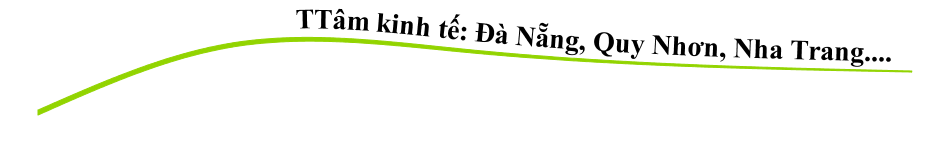 TTâm kinh tế: Đà Nẵng, Quy Nhơn, Nha Trang....